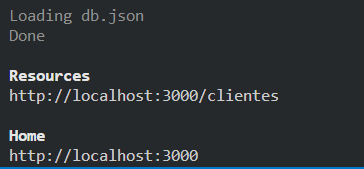 Loading db.json
Done
Resources
http://localhost:3000/clientes
Home
http://localhost:3000